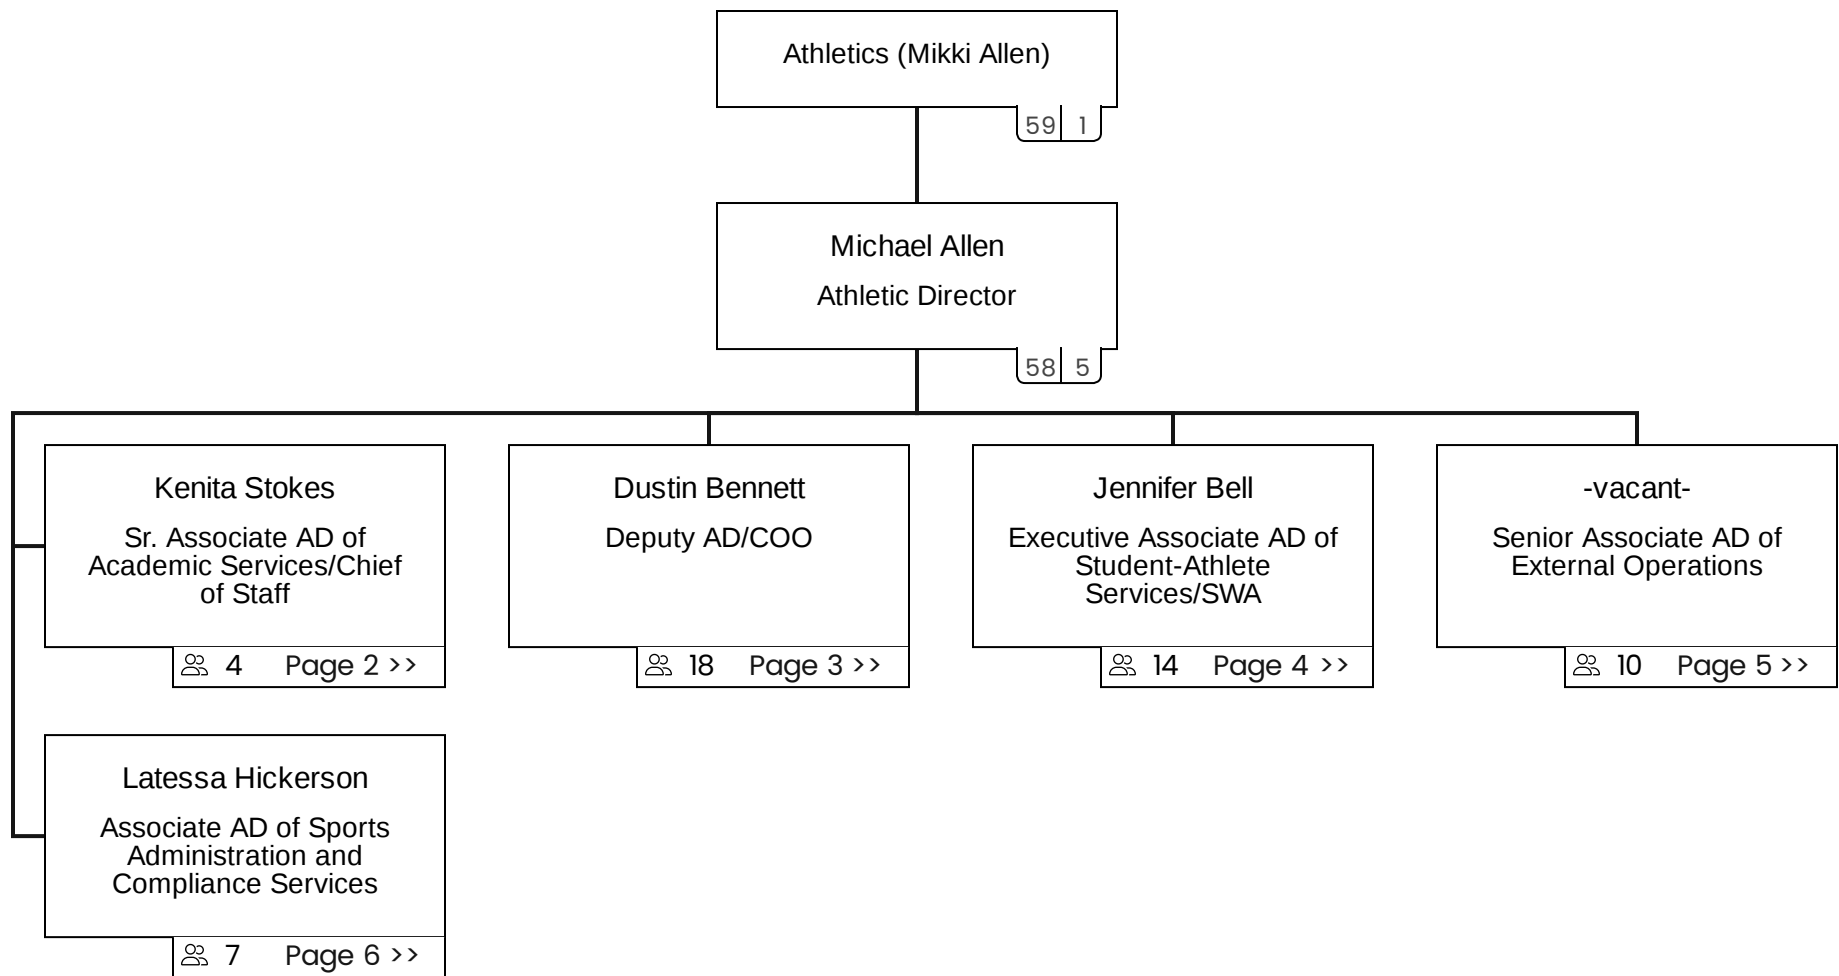 Athletics (Mikki Allen)
59 1
Michael Allen
Athletic Director
58 5
Kenita Stokes
Sr. Associate AD of
Academic Services/Chief
of Staff
4 Page 2 >>
Dustin Bennett
Deputy AD/COO
18 Page 3 >>
Jennifer Bell
Executive Associate AD of
Student-Athlete
Services/SWA
14 Page 4 >>
-vacant-
Senior Associate AD of
External Operations
10 Page 5 >>
Latessa Hickerson
Associate AD of Sports
Administration and
Compliance Services
7 Page 6 >>